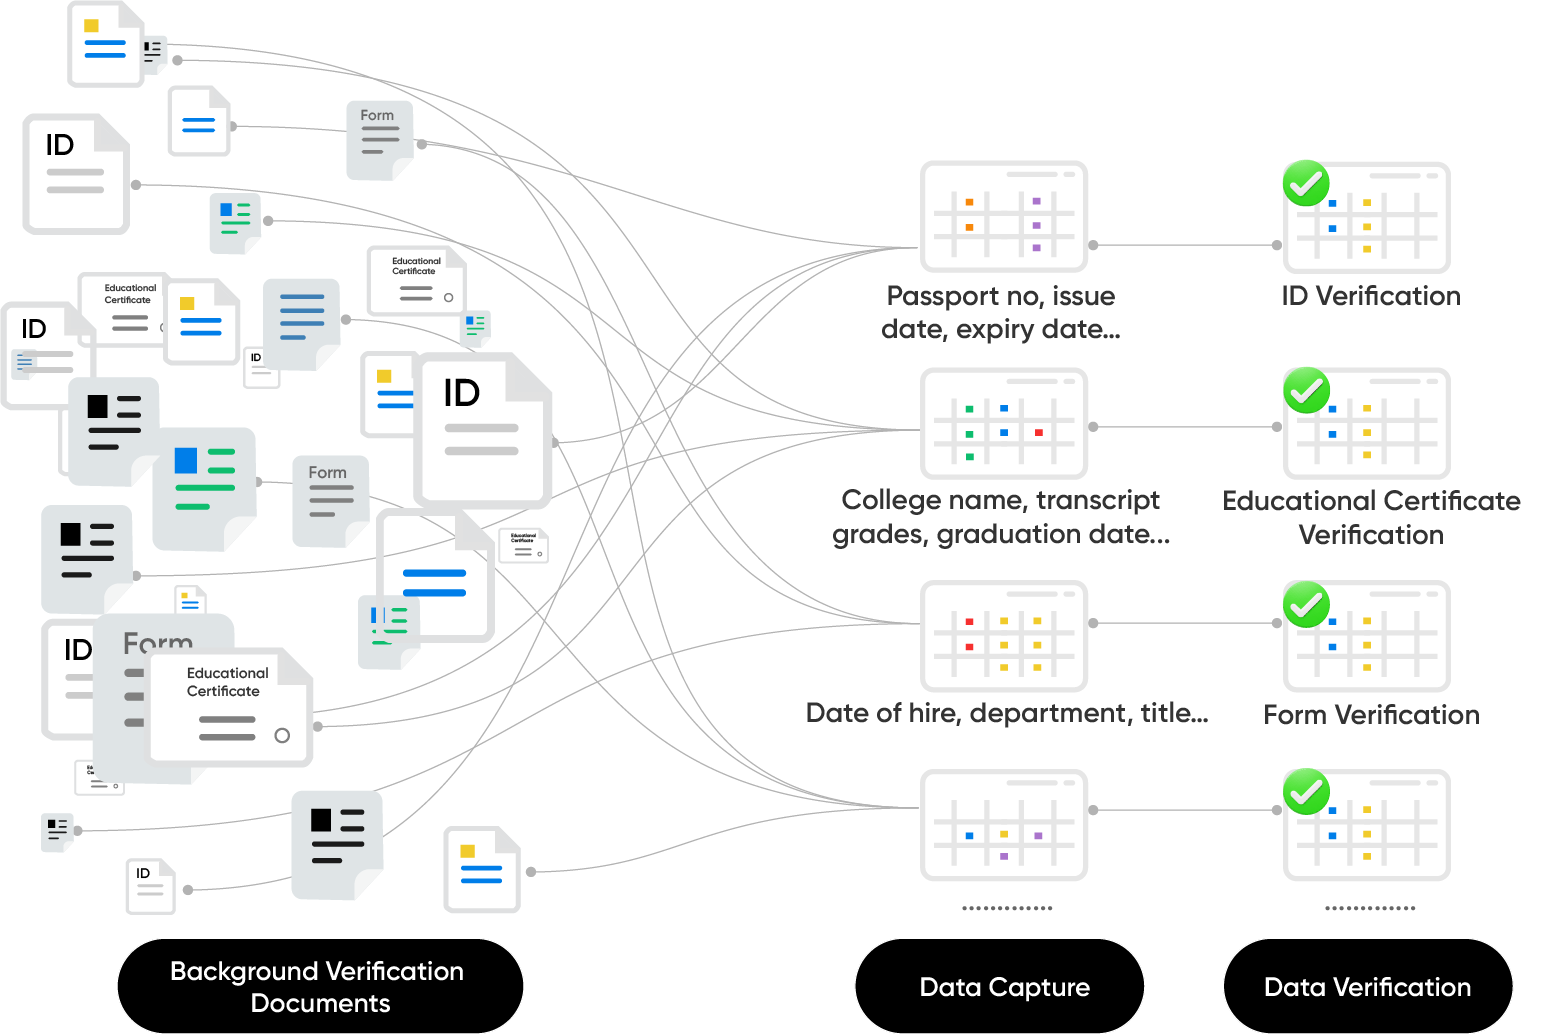 Form
ID
Educational
Certificate
Educational
Certificate
ID
ID
ID
Form
Educational
Certificate
ID
Form
Educational
Certificate
ID
Passport no, issue
date, expiry date...
ID Verification
College name, transcript
grades, graduation date...
Educational Certificate
Verification
Date of hire, department, title...
Form Verification
.............
.............
Background Verification
Documents
Data Capture
Data Verification